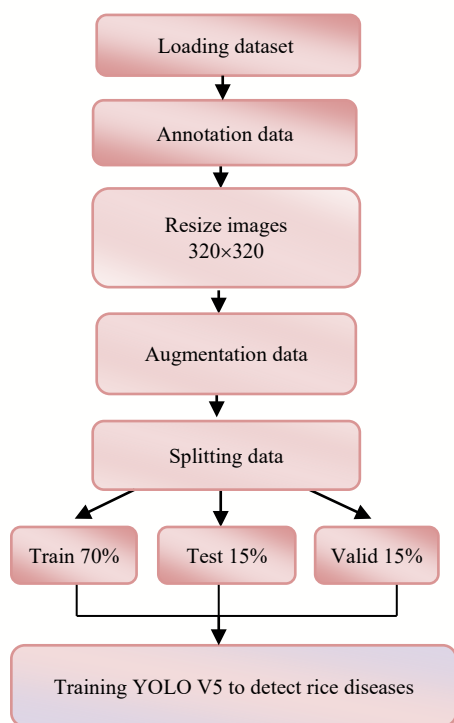 Loading dataset
Annotation data
Resize images
320×320
Augmentation data
Splitting data
Train 70%
Test 15%
Valid 15%
Training YOLO V5 to detect rice diseases